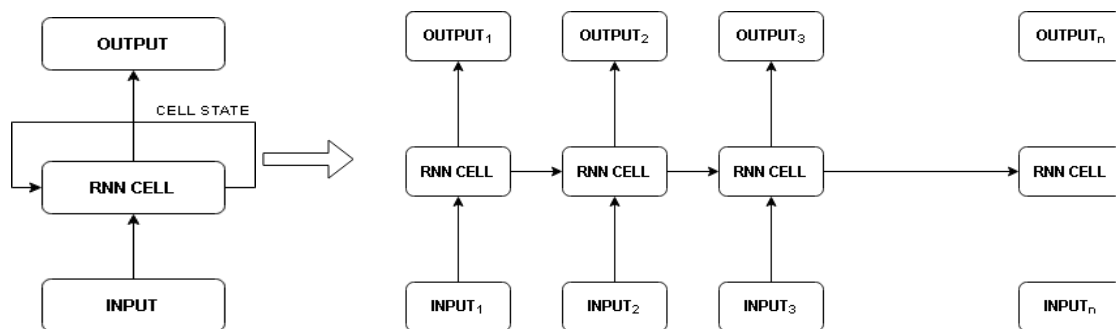 OUTPUT
CELL STATE
RNN CELL
INPUT
OUTPUT₁ OUTPUT₂ OUTPUT₃ OUTPUTₙ
RNN CELL RNN CELL RNN CELL RNN CELL
INPUT₁ INPUT₂ INPUT₃ INPUTₙ